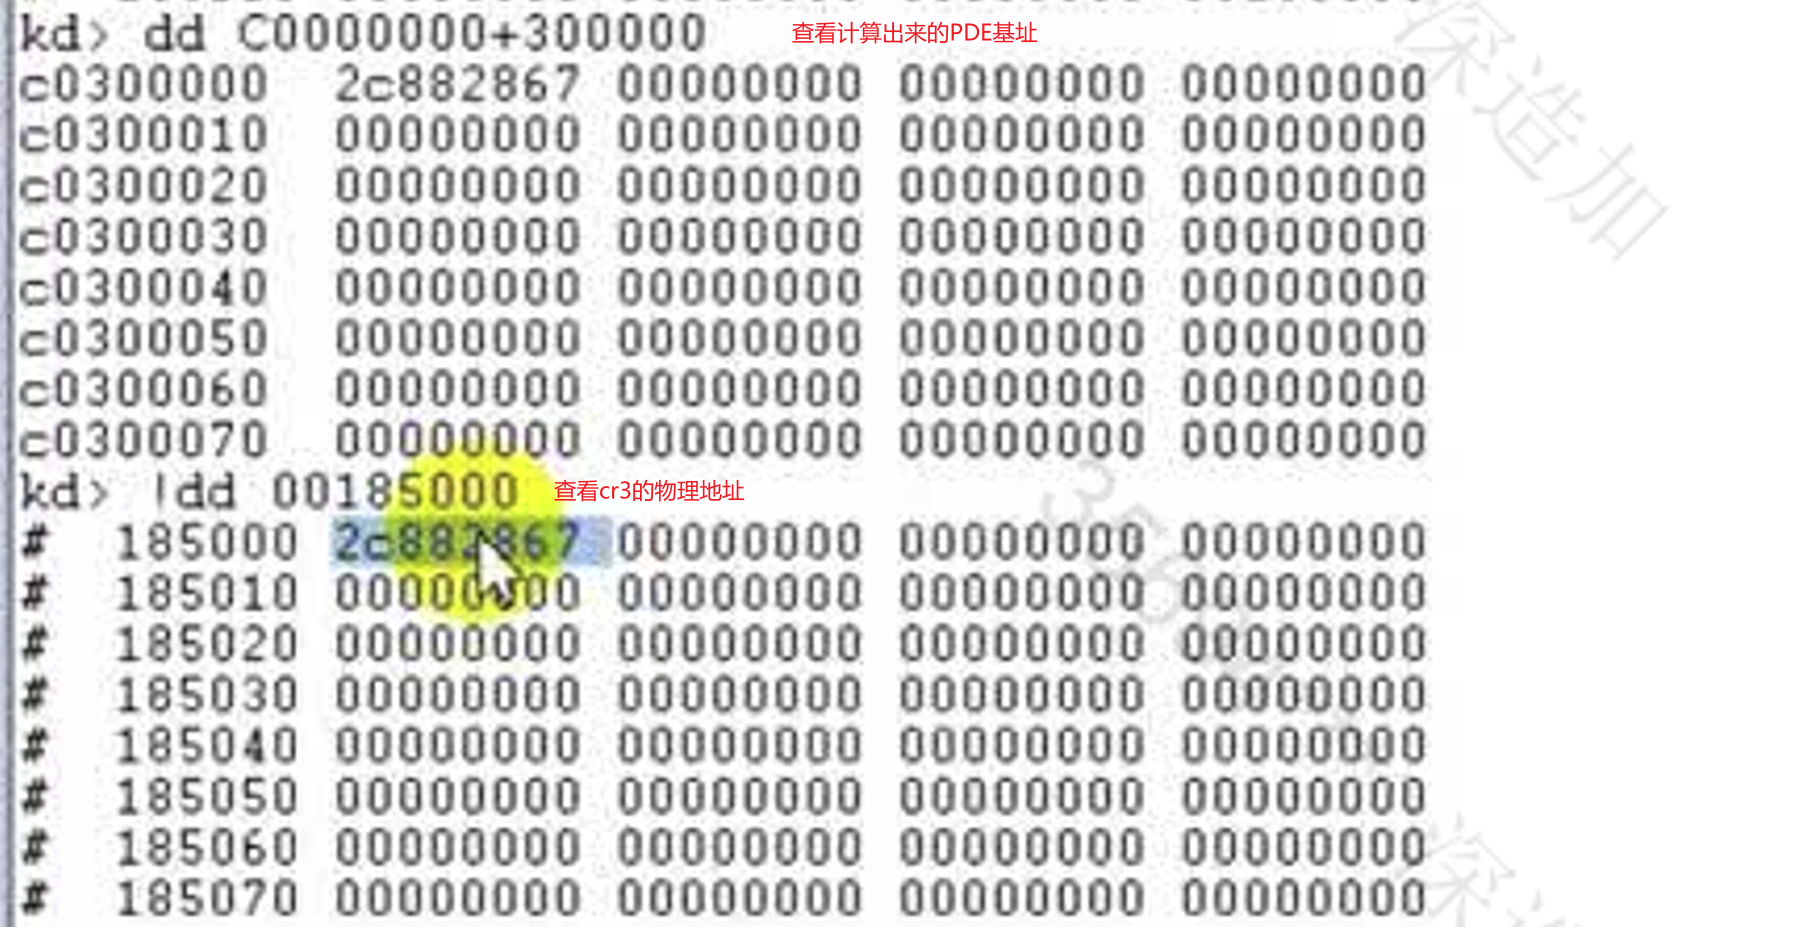 kd> dd C0000000+300000 查看计算出来的PDE基址
c0300000 2c882867 00000000 00000000 00000000
c0300010 00000000 00000000 00000000 00000000
c0300020 00000000 00000000 00000000 00000000
c0300030 00000000 00000000 00000000 00000000
c0300040 00000000 00000000 00000000 00000000
c0300050 00000000 00000000 00000000 00000000
c0300060 00000000 00000000 00000000 00000000
c0300070 00000000 00000000 00000000 00000000
kd> !dd 00185000 查看cr3的物理地址
# 185000 2c882867 00000000 00000000 00000000
# 185010 00000000 00000000 00000000 00000000
# 185020 00000000 00000000 00000000 00000000
# 185030 00000000 00000000 00000000 00000000
# 185040 00000000 00000000 00000000 00000000
# 185050 00000000 00000000 00000000 00000000
# 185060 00000000 00000000 00000000 00000000
# 185070 00000000 00000000 00000000 00000000
深造加
深造